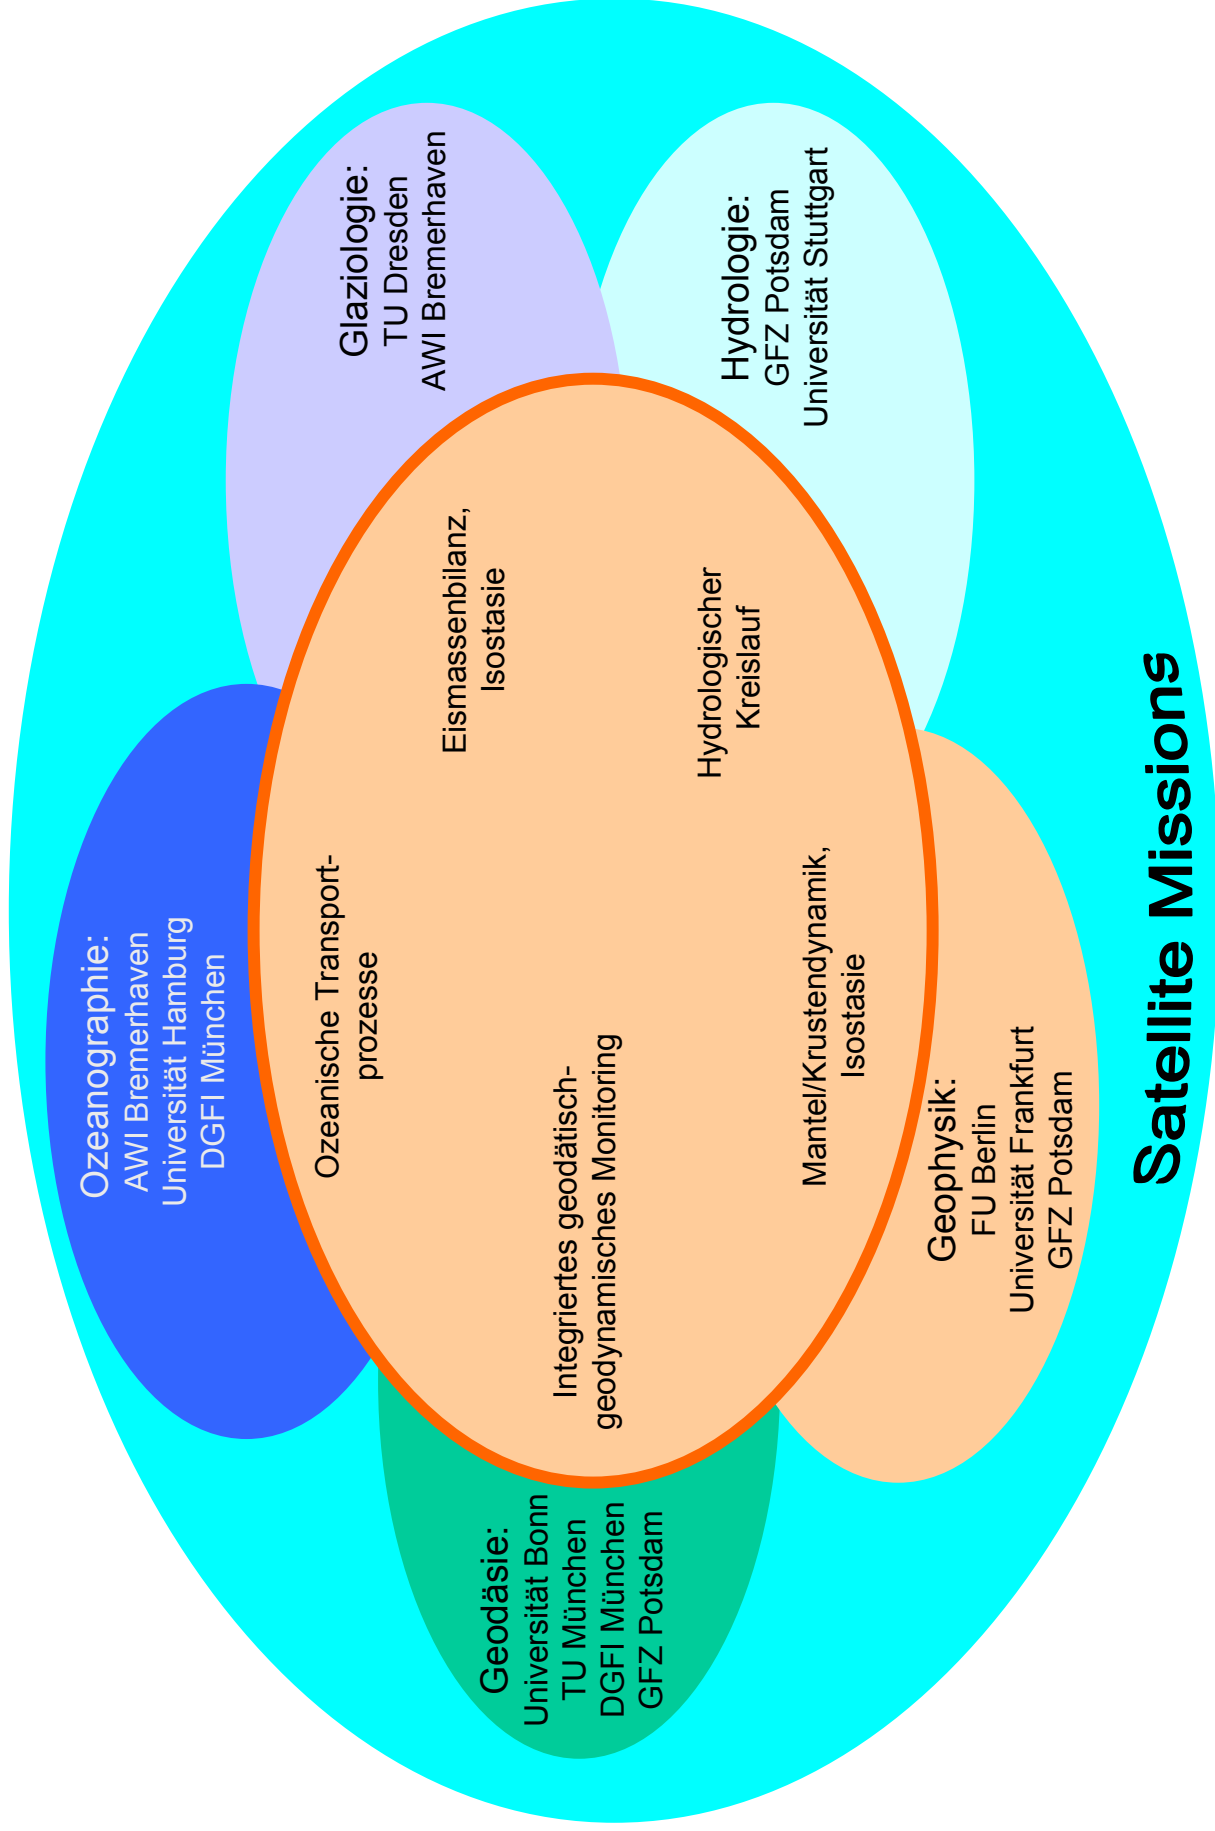 Ozeanographie:
AWI Bremerhaven
Universität Hamburg
DGFI München
Glaziologie:
TU Dresden
AWI Bremerhaven
Ozeanische Transport-
prozesse
Eismassenbilanz,
Isostasie
Geodäsie:
Universität Bonn
TU München
DGFI München
GFZ Potsdam
Integriertes geodätisch-
geodynamisches Monitoring
Hydrologischer
Kreislauf
Hydrologie:
GFZ Potsdam
Universität Stuttgart
Mantel/Krustendynamik,
Isostasie
Geophysik:
FU Berlin
Universität Frankfurt
GFZ Potsdam
Satellite Missions